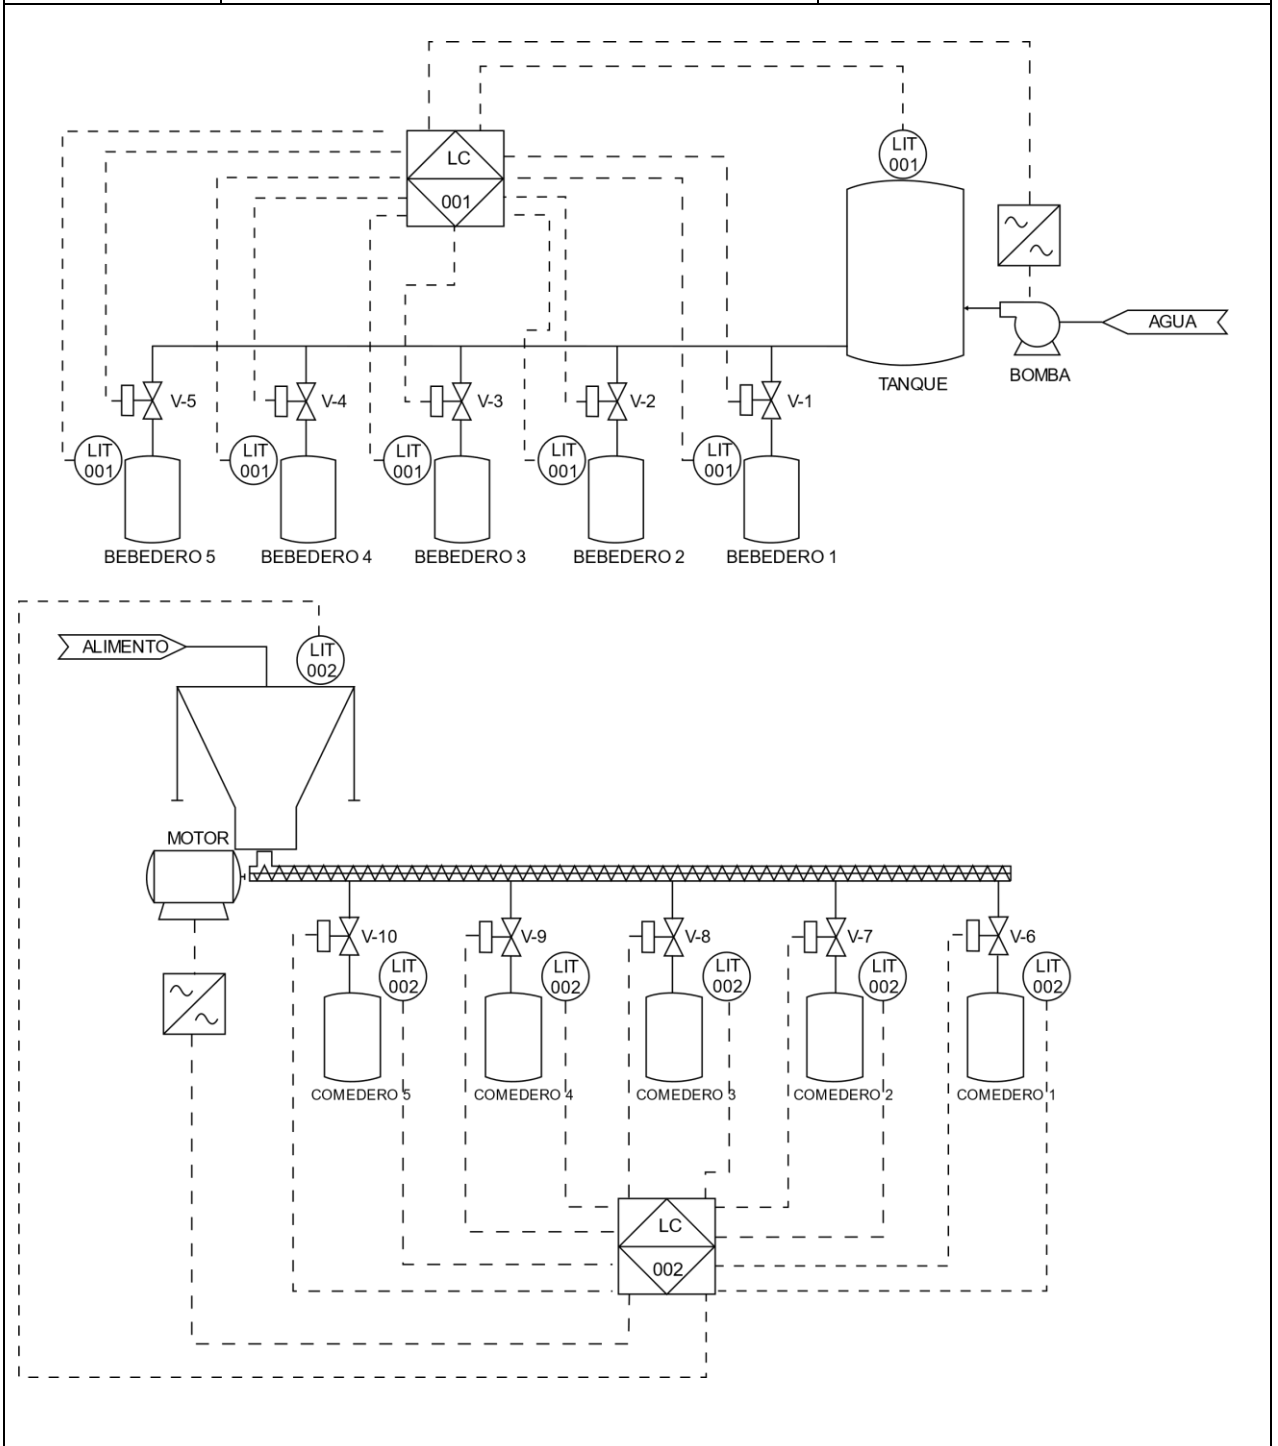 LIT
001
LC
001
AGUA
BOMBA
TANQUE
V-5
V-4
V-3
V-2
V-1
LIT
001
LIT
001
LIT
001
LIT
001
LIT
001
BEBEDERO 5
BEBEDERO 4
BEBEDERO 3
BEBEDERO 2
BEBEDERO 1
ALIMENTO
LIT
002
MOTOR
V-10
V-9
V-8
V-7
V-6
LIT
002
LIT
002
LIT
002
LIT
002
LIT
002
COMEDERO 5
COMEDERO 4
COMEDERO 3
COMEDERO 2
COMEDERO 1
LC
002